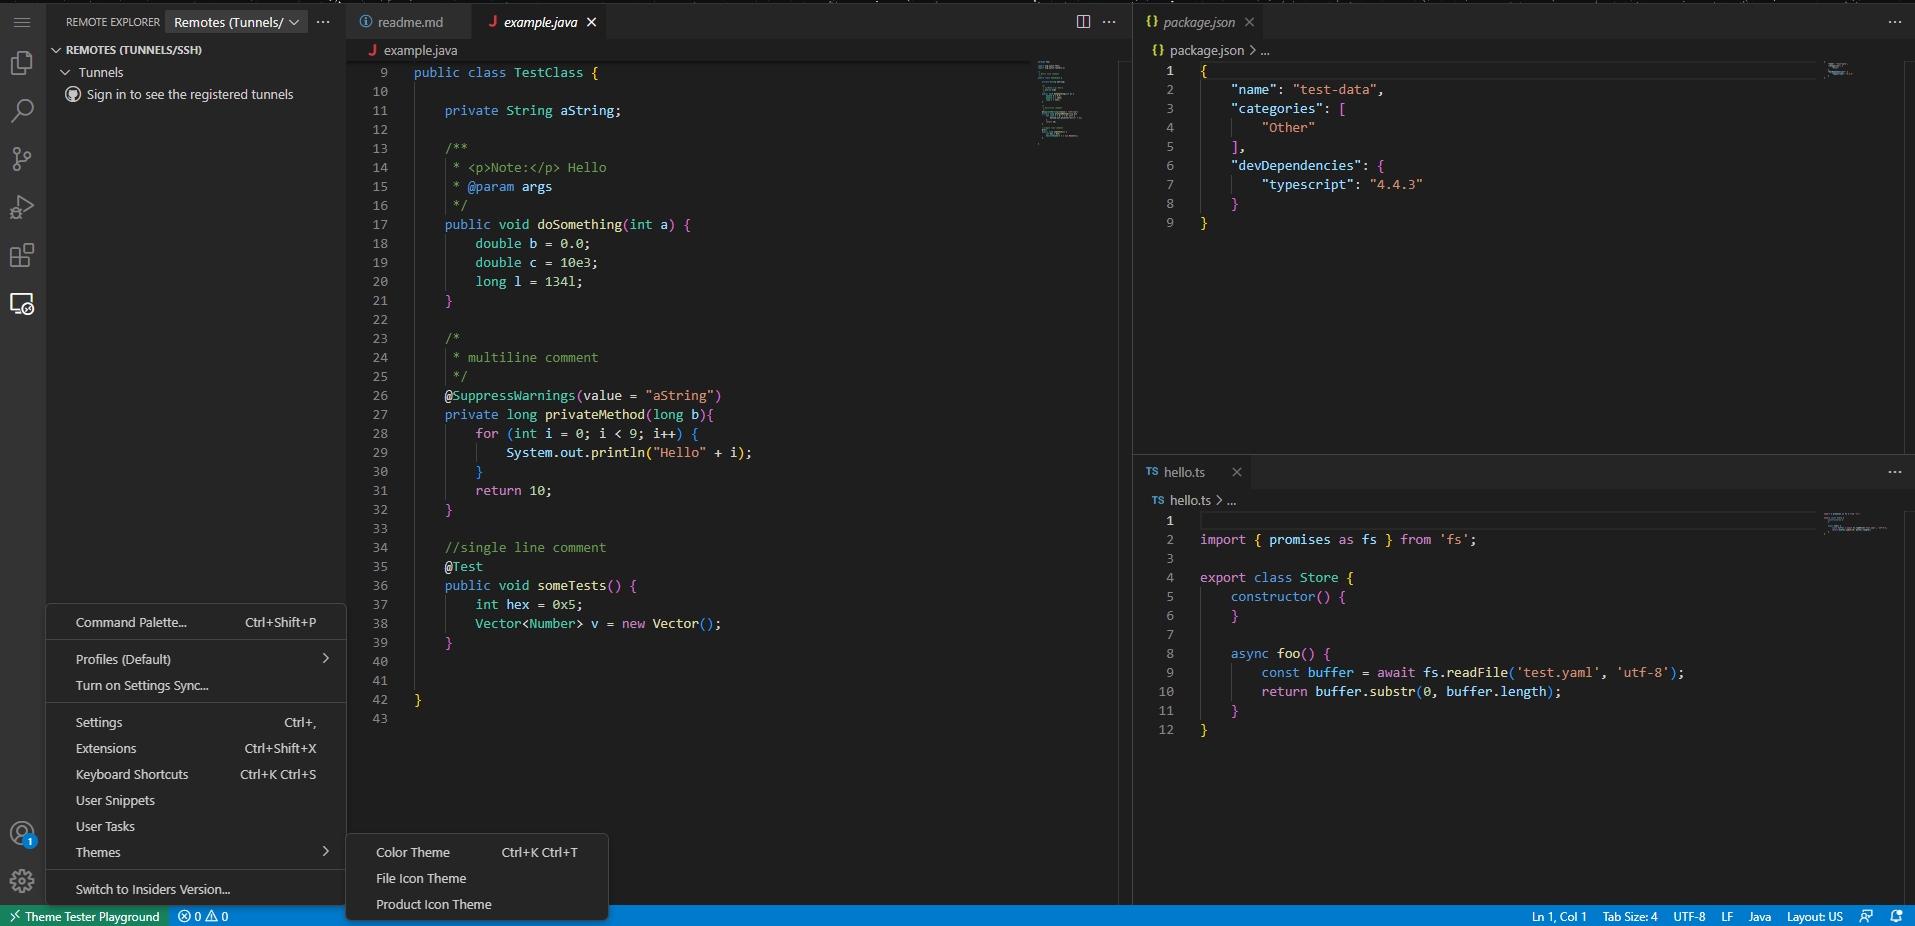 REMOTE EXPLORER Remotes (Tunnels/
REMOTES (TUNNELS/SSH)
Tunnels
Sign in to see the registered tunnels
readme.md
J example.java
J example.java
9 public class TestClass {
10
11 private String aString;
12
13 /**
14 * <p>Note:</p> Hello
15 * @param args
16 */
17 public void doSomething(int a) {
18 double b = 0.0;
19 double c = 10e3;
20 long l = 134l;
21 }
22
23 /*
24 * multiline comment
25 */
26 @SuppressWarnings(value = "aString")
27 private long privateMethod(long b){
28 for (int i = 0; i < 9; i++) {
29 System.out.println("Hello" + i);
30 }
31 return 10;
32 }
33
34 //single line comment
35 @Test
36 public void someTests() {
37 int hex = 0x5;
38 Vector<Number> v = new Vector();
39 }
40
41
42 }
43
{} package.json
{} package.json > ...
1 {
2 "name": "test-data",
3 "categories": [
4 "Other"
5 ],
6 "devDependencies": {
7 "typescript": "4.4.3"
8 }
9 }
TS hello.ts
TS hello.ts > ...
1
2 import { promises as fs } from 'fs';
3
4 export class Store {
5 constructor() {
6 }
7
8 async foo() {
9 const buffer = await fs.readFile('test.yaml', 'utf-8');
10 return buffer.substr(0, buffer.length);
11 }
12 }
Command Palette... Ctrl+Shift+P
Profiles (Default)
Turn on Settings Sync...
Settings Ctrl+,
Extensions Ctrl+Shift+X
Keyboard Shortcuts Ctrl+K Ctrl+S
User Snippets
User Tasks
Themes
Switch to Insiders Version...
Color Theme Ctrl+K Ctrl+T
File Icon Theme
Product Icon Theme
1
Theme Tester Playground 0 0
Ln 1, Col 1 Tab Size: 4 UTF-8 LF Java Layout: US